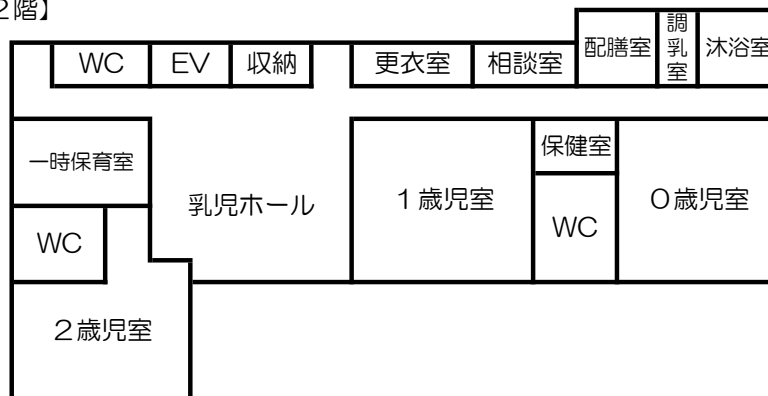 2階】
WC
EV
収納
更衣室
相談室
配膳室
調乳室
沐浴室
一時保育室
乳児ホール
1歳児室
保健室
0歳児室
WC
WC
2歳児室